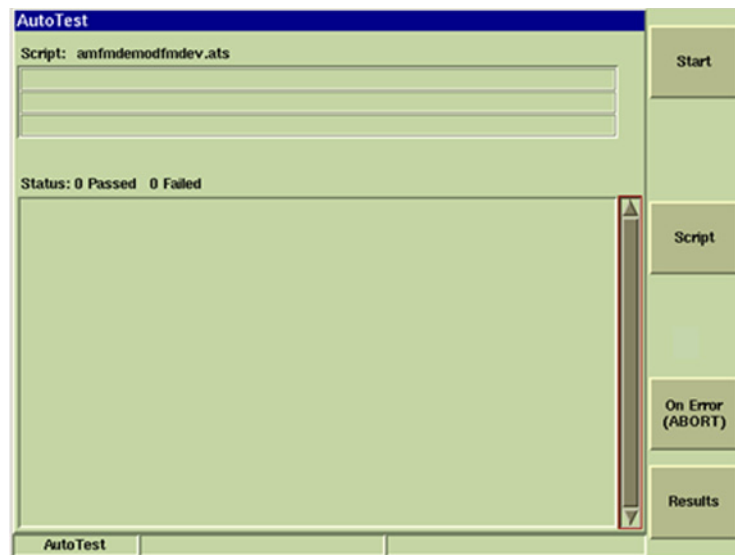 AutoTest
Script: amfmdemodfmdev.ats
Start
Status: 0 Passed 0 Failed
Script
On Error
(ABORT)
Results
AutoTest